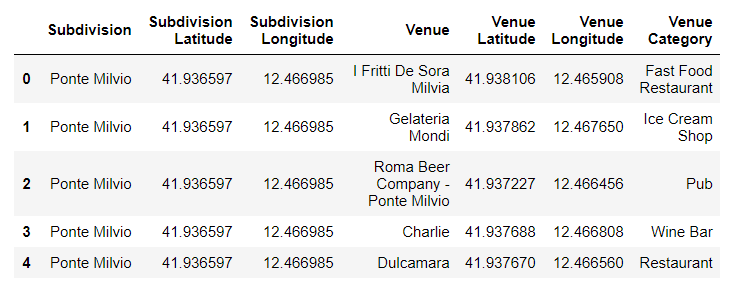 Subdivision Subdivision Latitude Subdivision Longitude Venue Venue Latitude Venue Longitude Venue Category
0 Ponte Milvio 41.936597 12.466985 I Fritti De Sora Milvia 41.938106 12.465908 Fast Food Restaurant
1 Ponte Milvio 41.936597 12.466985 Gelateria Mondi 41.937862 12.467650 Ice Cream Shop
2 Ponte Milvio 41.936597 12.466985 Roma Beer Company - Ponte Milvio 41.937227 12.466456 Pub
3 Ponte Milvio 41.936597 12.466985 Charlie 41.937688 12.466808 Wine Bar
4 Ponte Milvio 41.936597 12.466985 Dulcamara 41.937670 12.466560 Restaurant